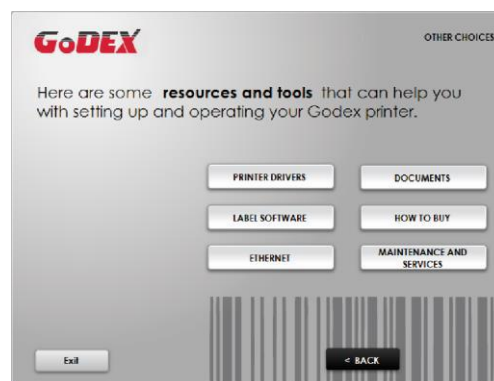 GoDEX
OTHER CHOICES
Here are some resources and tools that can help you
with setting up and operating your Godex printer.
PRINTER DRIVERS
DOCUMENTS
LABEL SOFTWARE
HOW TO BUY
ETHERNET
MAINTENANCE AND
SERVICES
Exit
< BACK